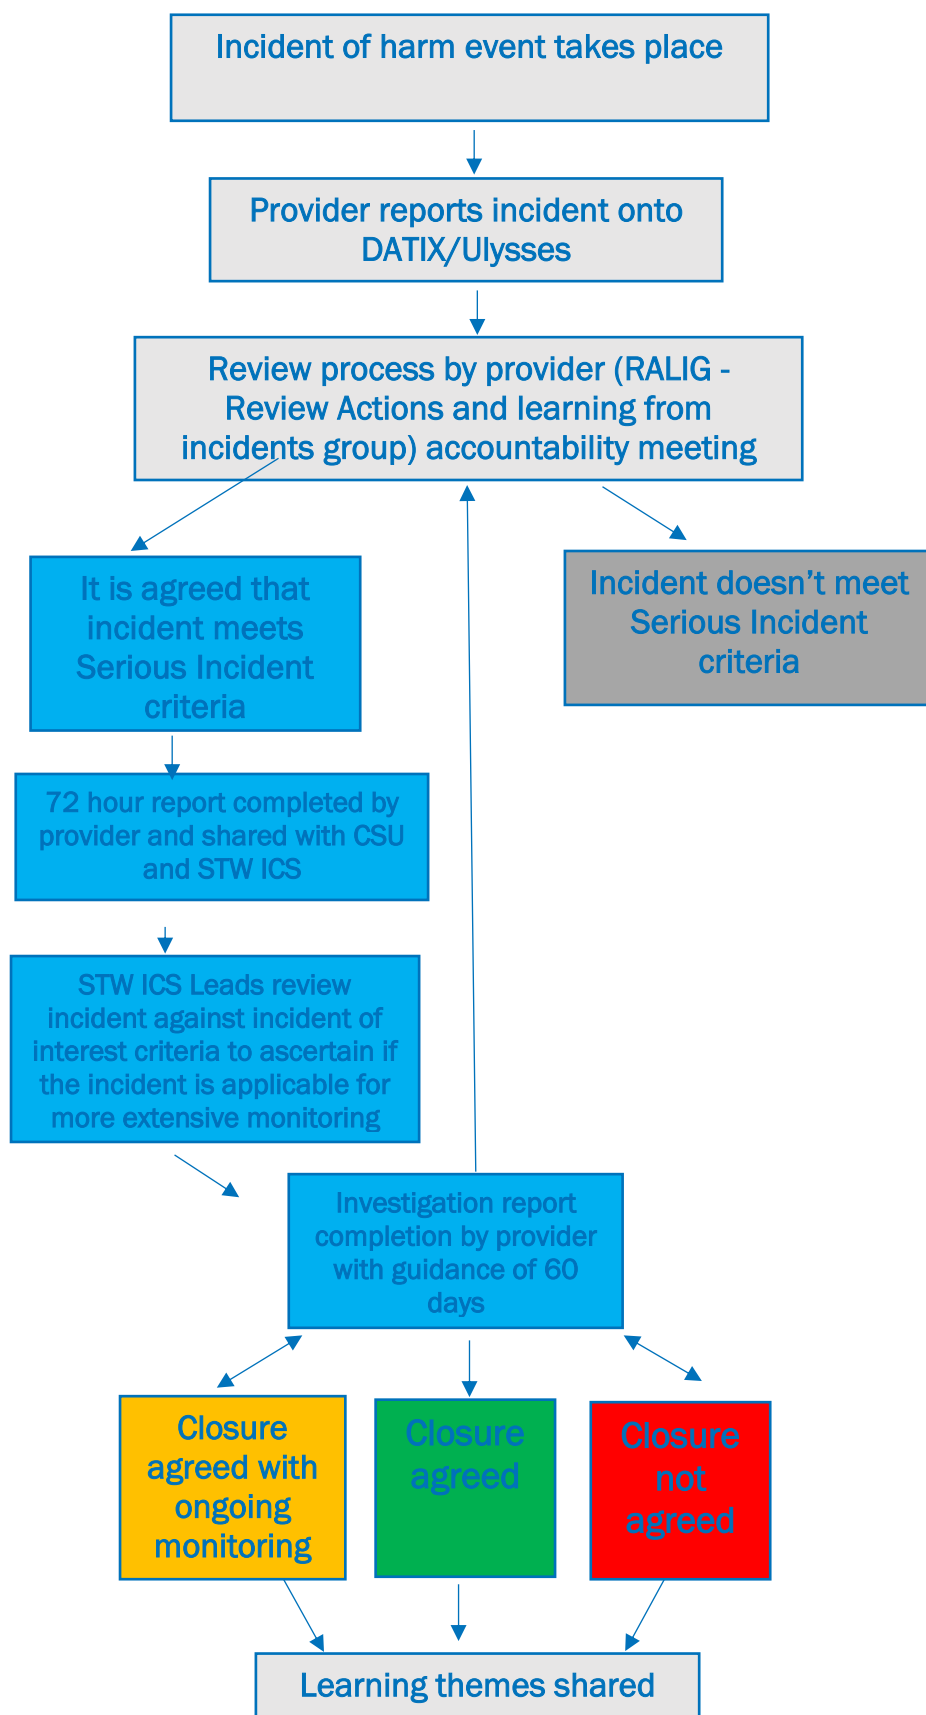 Incident of harm event takes place
Provider reports incident onto
DATIX/Ulysses
Review process by provider (RALIG -
Review Actions and learning from
incidents group) accountability meeting
It is agreed that
incident meets
Serious Incident
criteria
Incident doesn’t meet
Serious Incident
criteria
72 hour report completed by
provider and shared with CSU
and STW ICS
STW ICS Leads review
incident against incident of
interest criteria to ascertain if
the incident is applicable for
more extensive monitoring
Investigation report
completion by provider
with guidance of 60
days
Closure
agreed with
ongoing
monitoring
Closure
agreed
Closure
not
agreed
Learning themes shared